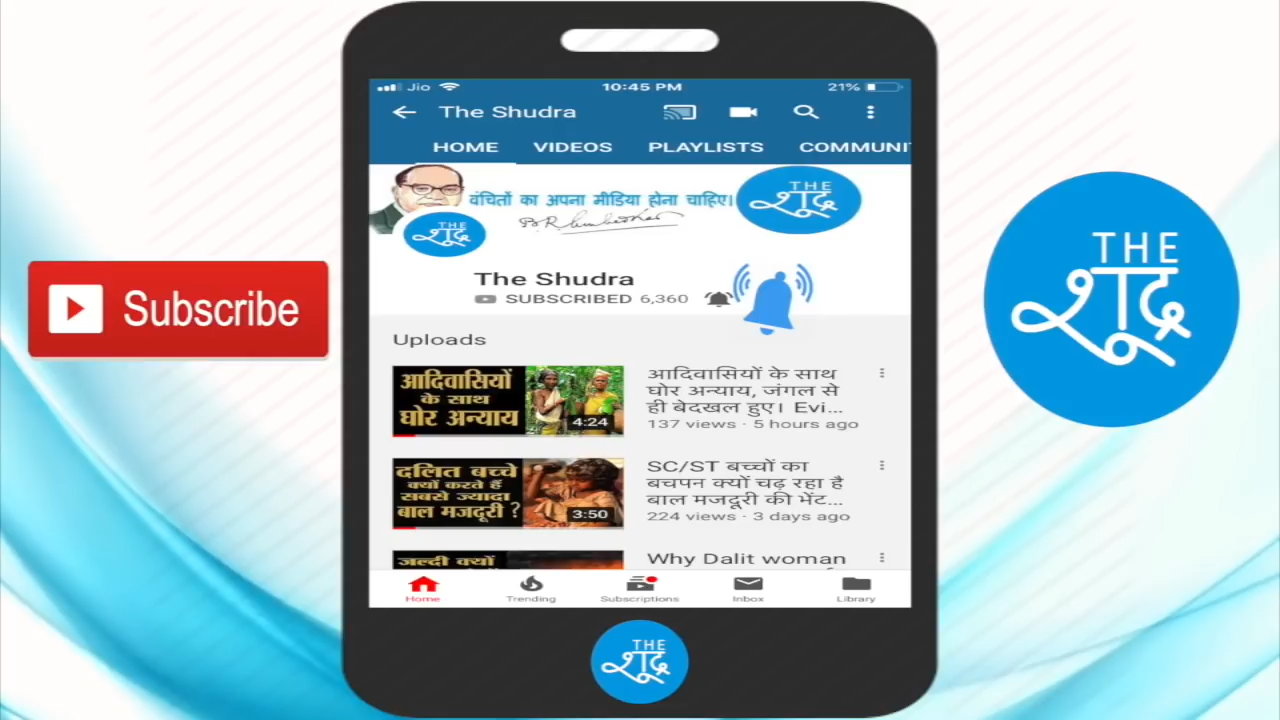 Jio
10:45 PM
21%
The Shudra
HOME VIDEOS PLAYLISTS COMMUNI
वंचितों का अपना मीडिया होना चाहिए।
THE
शूद्र
THE
शूद्र
The Shudra
SUBSCRIBED 6,360
Subscribe
THE
शूद्र
Uploads
आदिवासियों
के साथ
घोर अन्याय
4:24
आदिवासियों के साथ
घोर अन्याय, जंगल से
ही बेदखल हुए। Evi...
137 views · 5 hours ago
दलित बच्चे
क्यों करते हैं
सबसे ज्यादा
बाल मजदूरी ?
3:50
SC/ST बच्चों का
बचपन क्यों चढ़ रहा है
बाल मजदूरी की भेंट...
224 views · 3 days ago
जल्दी क्यों
Why Dalit woman
Home Trending Subscriptions Inbox Library
THE
शूद्र